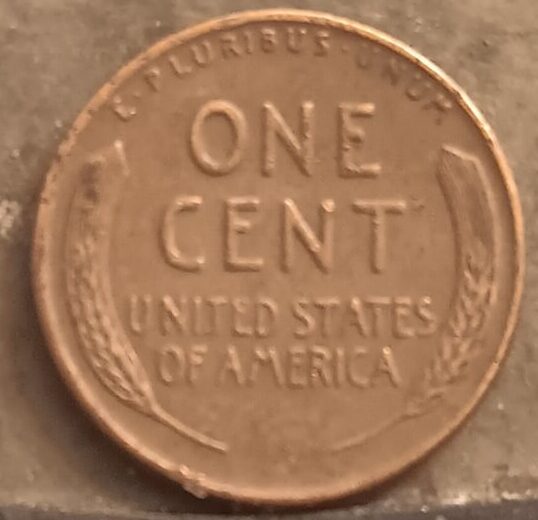 E · PLURIBUS · UNUM
ONE
CENT
UNITED STATES
OF AMERICA